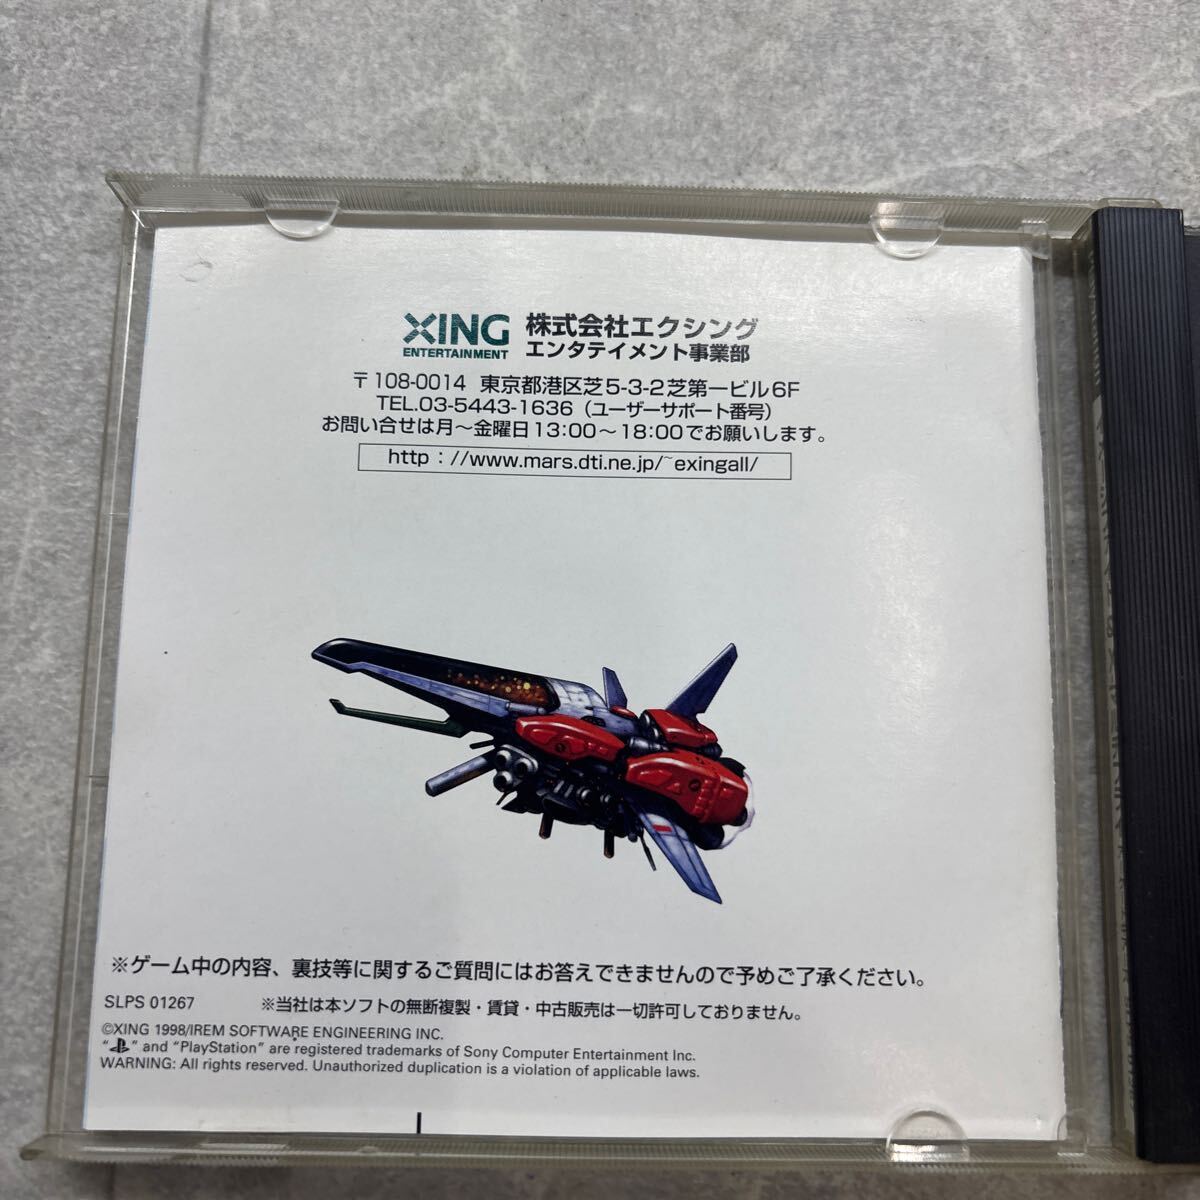 XING
ENTERTAINMENT
株式会社エクシング
エンタテイメント事業部
〒108-0014 東京都港区芝5-3-2芝第一ビル6F
TEL.03-5443-1636（ユーザーサポート番号）
お問い合せは月～金曜日13:00～18:00でお願いします。
http：//www.mars.dti.ne.jp/~exingall/
※ゲーム中の内容、裏技等に関するご質問にはお答えできませんので予めご了承ください。
SLPS 01267 ※当社は本ソフトの無断複製・賃貸・中古販売は一切許可しておりません。
©XING 1998/IREM SOFTWARE ENGINEERING INC.
“ ” and “PlayStation” are registered trademarks of Sony Computer Entertainment Inc.
WARNING: All rights reserved. Unauthorized duplication is a violation of applicable laws.